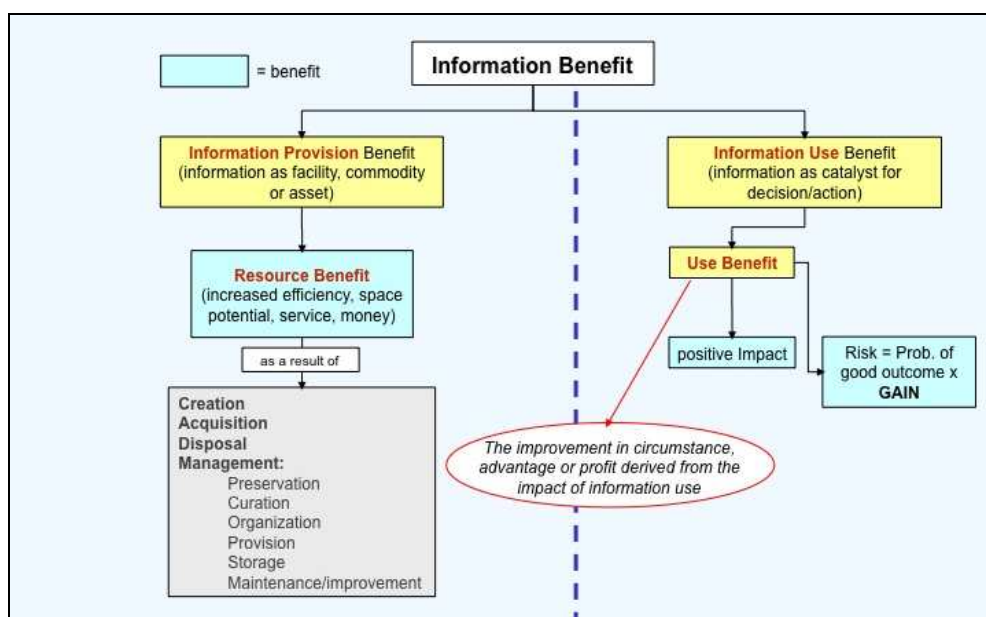 Information Benefit
= benefit
Information Provision Benefit
(information as facility, commodity
or asset)
Information Use Benefit
(information as catalyst for
decision/action)
Resource Benefit
(increased efficiency, space
potential, service, money)
Use Benefit
as a result of
positive Impact
Risk = Prob. of
good outcome x
GAIN
Creation
Acquisition
Disposal
Management:
Preservation
Curation
Organization
Provision
Storage
Maintenance/improvement
The improvement in circumstance,
advantage or profit derived from the
impact of information use